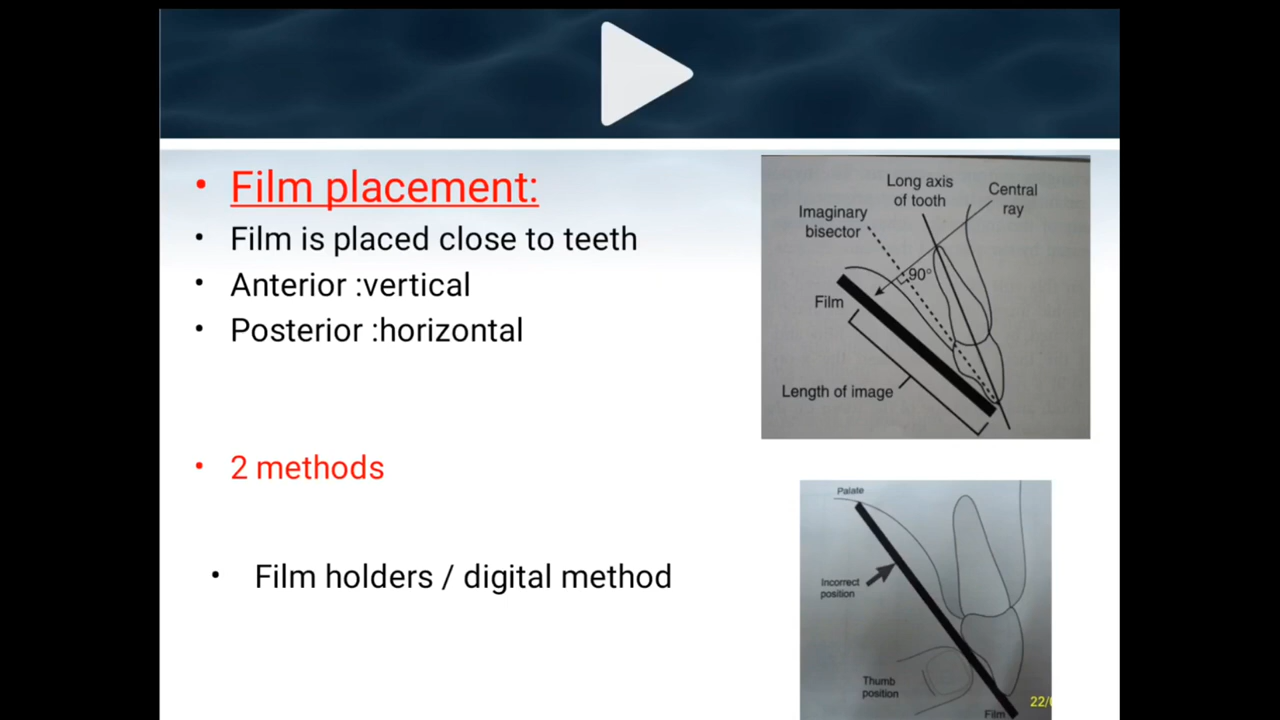 • Film placement:
• Film is placed close to teeth
• Anterior :vertical
• Posterior :horizontal
• 2 methods
• Film holders / digital method
Long axis
of tooth
Central
ray
Imaginary
bisector
90°
Film
Length of image
Palate
Incorrect
position
Thumb
position
Film
22/